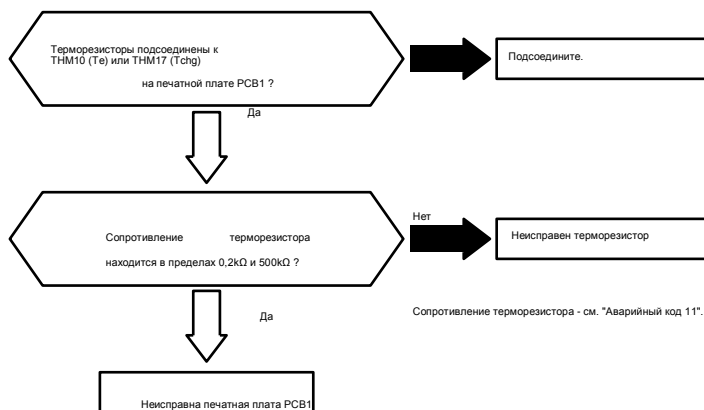 Терморезисторы подсоединены к
THM10 (Te) или THM17 (Tchg)
на печатной плате PCB1 ?
Подсоедините.
Да
Сопротивление терморезистора
находится в пределах 0,2kΩ и 500kΩ ?
Нет
Неисправен терморезистор
Сопротивление терморезистора - см. "Аварийный код 11".
Да
Неисправна печатная плата PCB1